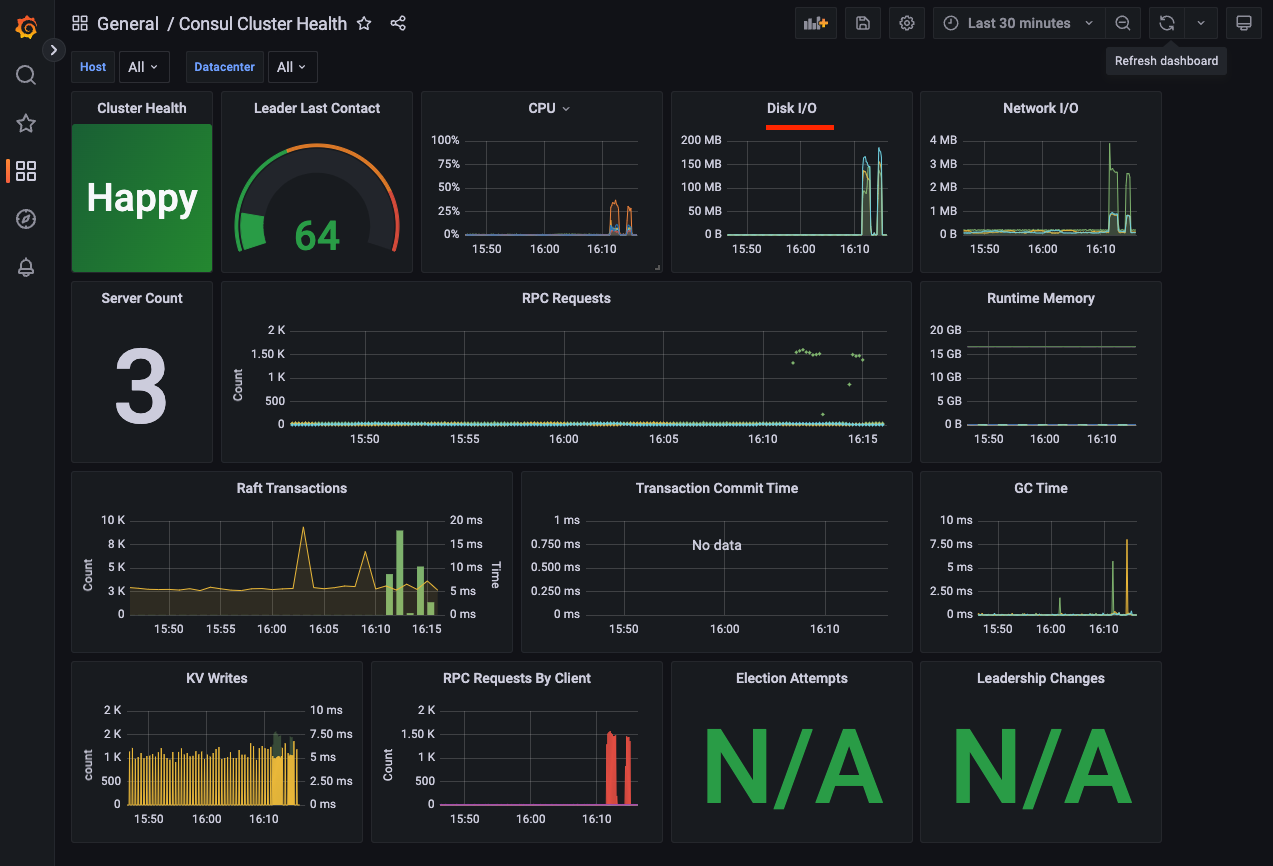 General / Consul Cluster Health
Last 30 minutes
Refresh dashboard
Host All Datacenter All
Cluster Health
Happy
Leader Last Contact
64
CPU
100%
75%
50%
25%
0%
15:50 16:00 16:10
Disk I/O
200 MB
150 MB
100 MB
50 MB
0 B
15:50 16:00 16:10
Network I/O
4 MB
3 MB
2 MB
1 MB
0 B
15:50 16:00 16:10
Server Count
3
RPC Requests
Count
2 K
1.50 K
1 K
500
0
15:50 15:55 16:00 16:05 16:10 16:15
Runtime Memory
20 GB
15 GB
10 GB
5 GB
0 B
15:50 16:00 16:10
Raft Transactions
Count
10 K
8 K
5 K
3 K
0
20 ms
15 ms
10 ms
5 ms
0 ms
Time
15:50 15:55 16:00 16:05 16:10 16:15
Transaction Commit Time
1 ms
0.750 ms
0.500 ms
0.250 ms
0 ms
No data
15:50 16:00 16:10
GC Time
10 ms
7.50 ms
5 ms
2.50 ms
0 ms
15:50 16:00 16:10
KV Writes
count
2 K
2 K
1 K
500
0
10 ms
7.50 ms
5 ms
2.50 ms
0 ms
15:50 16:00 16:10
RPC Requests By Client
Count
2 K
1.50 K
1 K
500
0
15:50 16:00 16:10
Election Attempts
N/A
Leadership Changes
N/A